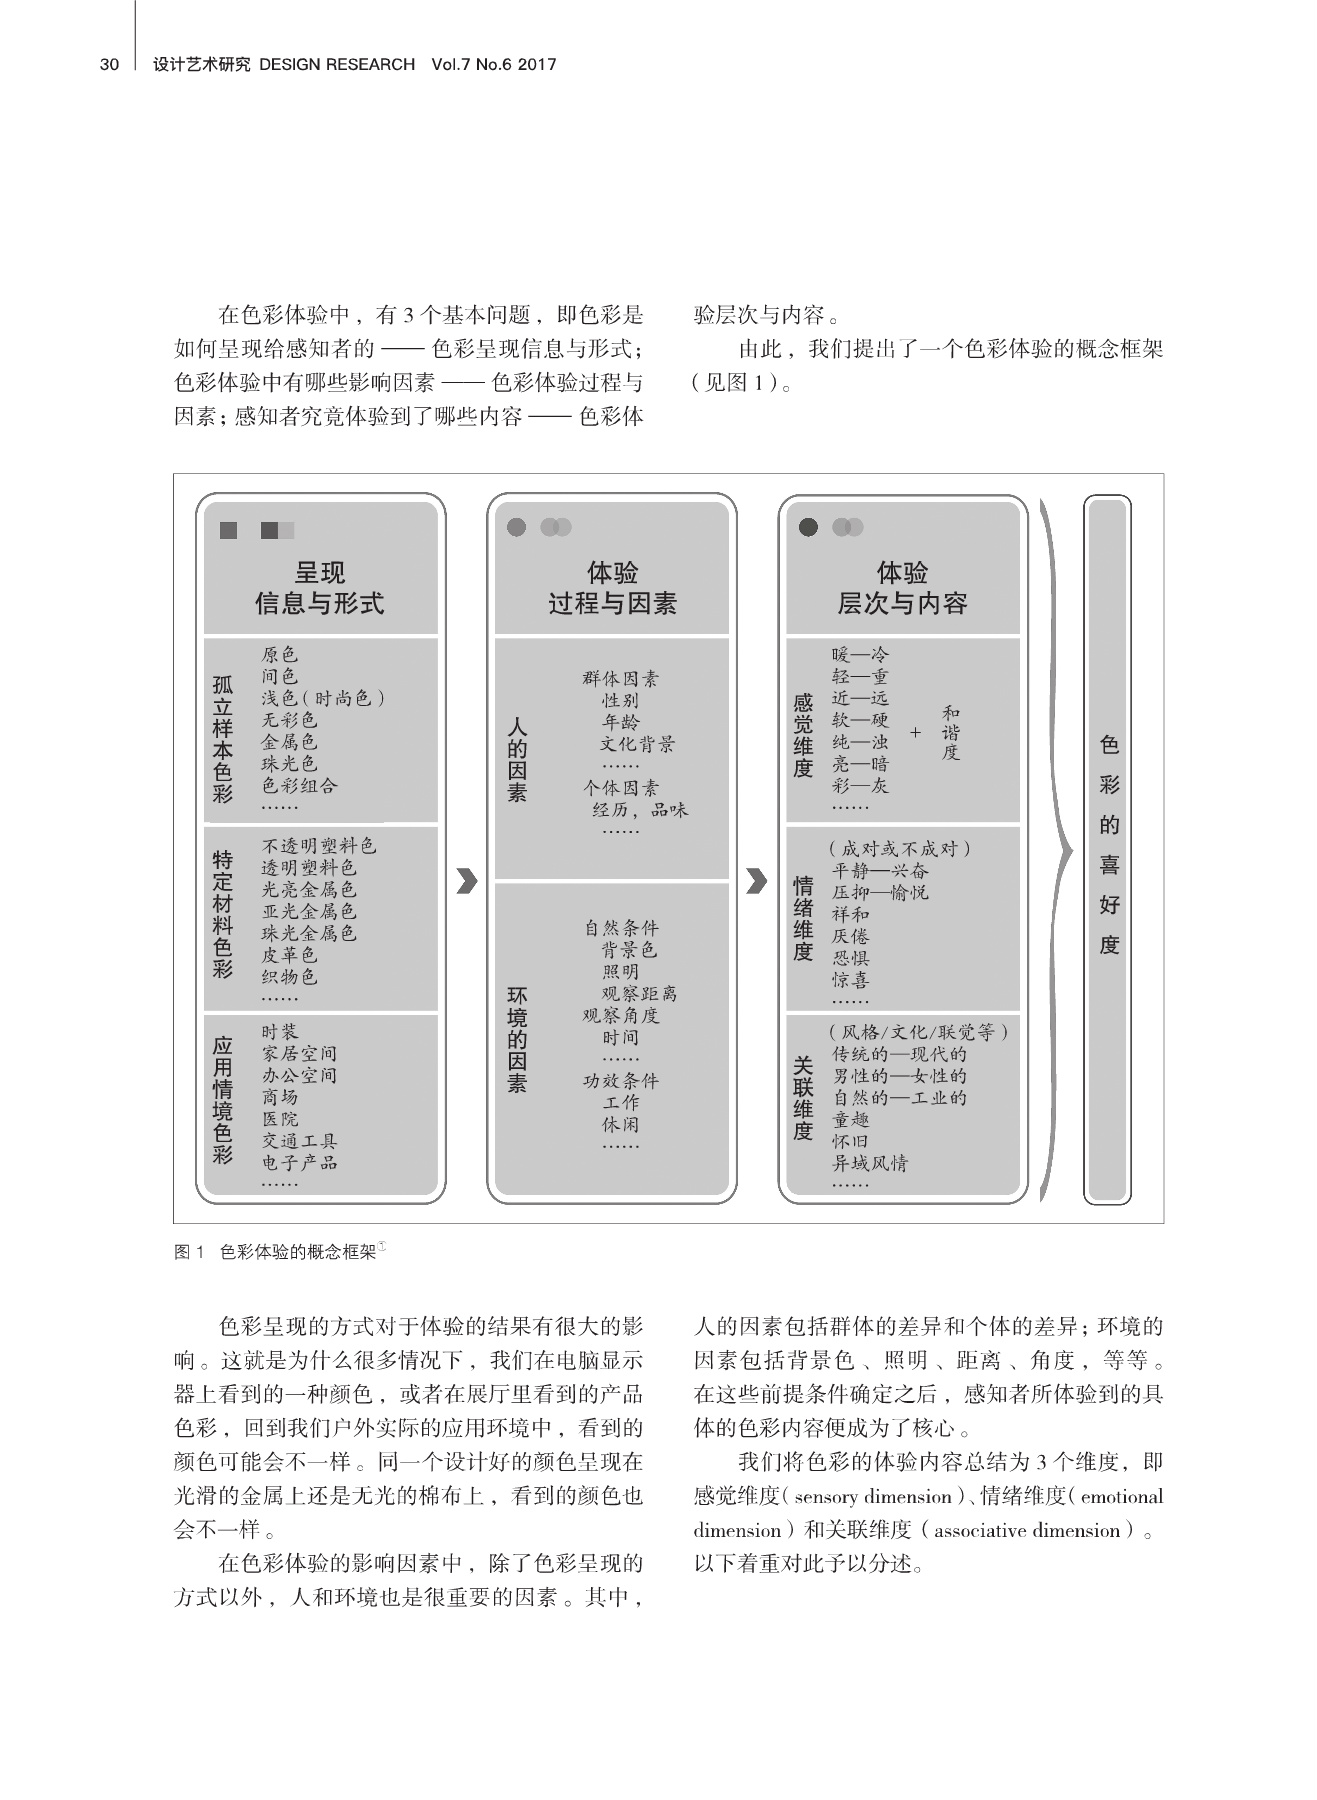 30
设计艺术研究 DESIGN RESEARCH Vol.7 No.6 2017
在色彩体验中，有 3 个基本问题，即色彩是
如何呈现给感知者的 —— 色彩呈现信息与形式；
色彩体验中有哪些影响因素 —— 色彩体验过程与
因素；感知者究竟体验到了哪些内容 —— 色彩体
验层次与内容。
由此，我们提出了一个色彩体验的概念框架
（见图 1）。
呈现
信息与形式
孤立样本色彩
原色
间色
浅色（时尚色）
无彩色
金属色
珠光色
色彩组合
……
特定材料色彩
不透明塑料色
透明塑料色
光亮金属色
亚光金属色
珠光金属色
皮革色
织物色
……
应用情境色彩
时装
家居空间
办公空间
商场
医院
交通工具
电子产品
……
体验
过程与因素
人的因素
群体因素
性别
年龄
文化背景
……
个体因素
经历，品味
……
环境的因素
自然条件
背景色
照明
观察距离
观察角度
时间
……
功效条件
工作
休闲
……
体验
层次与内容
感觉维度
暖—冷
轻—重
近—远
软—硬
纯—浊
亮—暗
彩—灰
……
+
和谐度
情绪维度
（成对或不成对）
平静—兴奋
压抑—愉悦
祥和
厌倦
恐惧
惊喜
……
关联维度
（风格/文化/联觉等）
传统的—现代的
男性的—女性的
自然的—工业的
童趣
怀旧
异域风情
……
色彩的喜好度
图 1 色彩体验的概念框架①
色彩呈现的方式对于体验的结果有很大的影
响。这就是为什么很多情况下，我们在电脑显示
器上看到的一种颜色，或者在展厅里看到的产品
色彩，回到我们户外实际的应用环境中，看到的
颜色可能会不一样。同一个设计好的颜色呈现在
光滑的金属上还是无光的棉布上，看到的颜色也
会不一样。
在色彩体验的影响因素中，除了色彩呈现的
方式以外，人和环境也是很重要的因素。其中，
人的因素包括群体的差异和个体的差异；环境的
因素包括背景色、照明、距离、角度，等等。
在这些前提条件确定之后，感知者所体验到的具
体的色彩内容便成为了核心。
我们将色彩的体验内容总结为 3 个维度，即
感觉维度（sensory dimension）、情绪维度（emotional
dimension）和关联维度（associative dimension）。
以下着重对此予以分述。